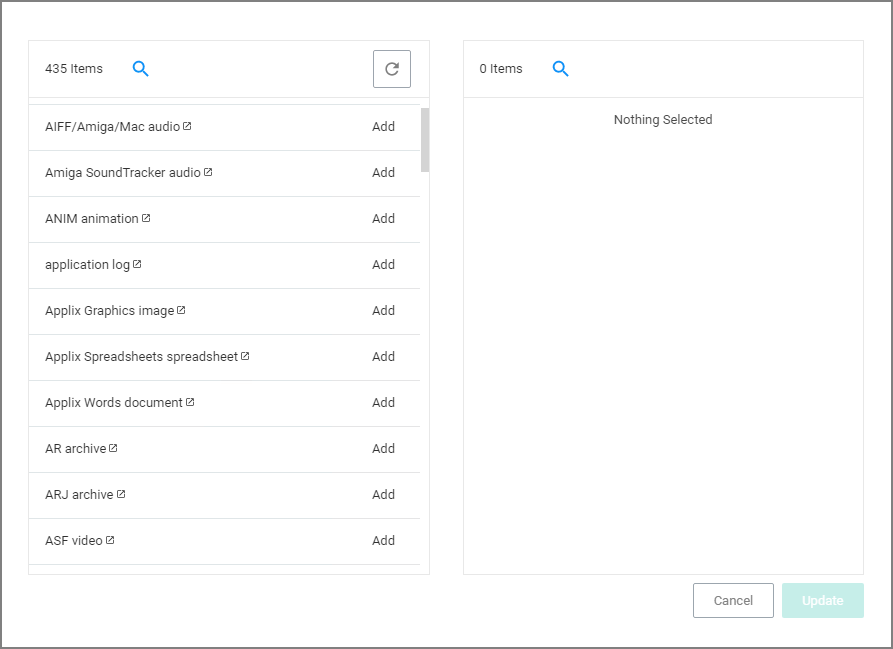 435 Items
AIFF/Amiga/Mac audio Add
Amiga SoundTracker audio Add
ANIM animation Add
application log Add
Applix Graphics image Add
Applix Spreadsheets spreadsheet Add
Applix Words document Add
AR archive Add
ARJ archive Add
ASF video Add
0 Items
Nothing Selected
Cancel Update